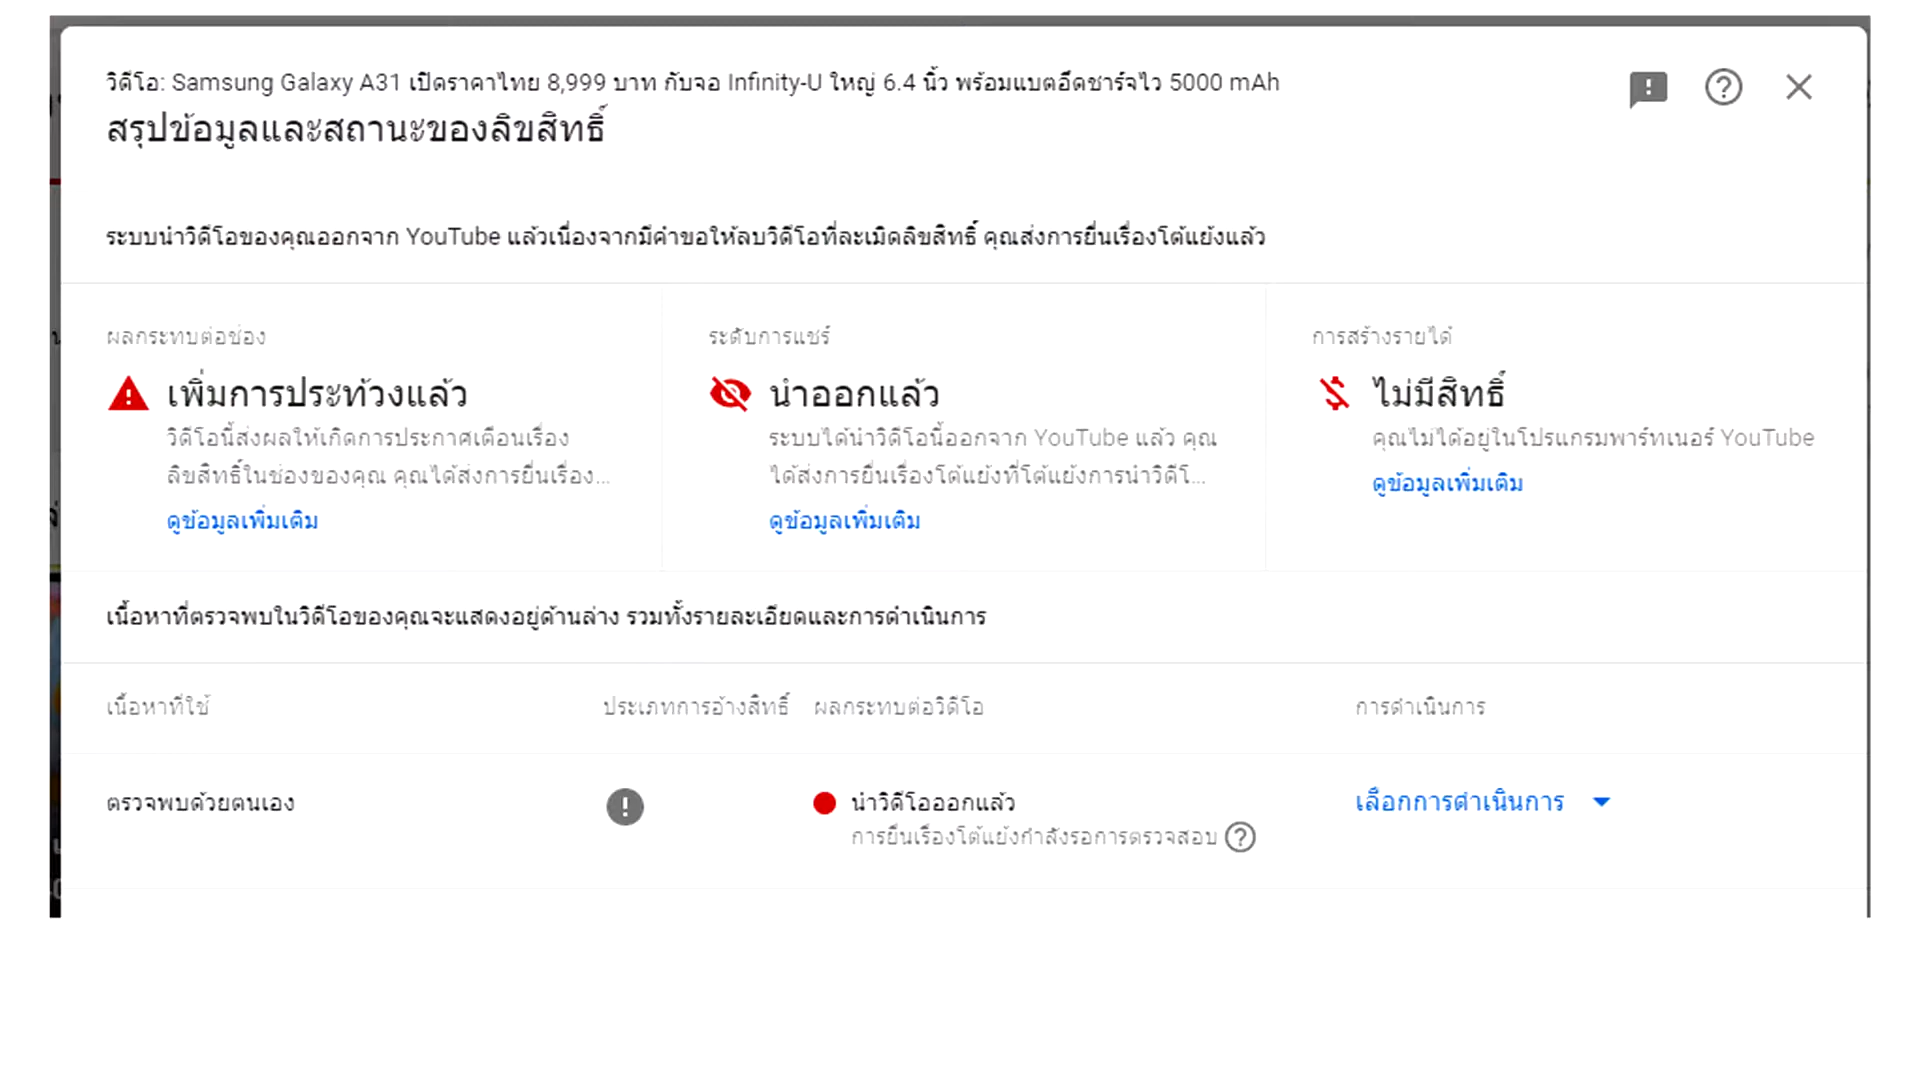 วิดีโอ: Samsung Galaxy A31 เปิดราคาไทย 8,999 บาท กับจอ Infinity-U ใหญ่ 6.4 นิ้ว พร้อมแบตอึดชาร์จไว 5000 mAh
สรุปข้อมูลและสถานะของลิขสิทธิ์
ระบบนำวิดีโอของคุณออกจาก YouTube แล้วเนื่องจากมีคำขอให้ลบวิดีโอที่ละเมิดลิขสิทธิ์ คุณส่งการยื่นเรื่องโต้แย้งแล้ว
ผลกระทบต่อช่อง
เพิ่มการประท้วงแล้ว
วิดีโอนี้ส่งผลให้เกิดการประกาศเตือนเรื่อง
ลิขสิทธิ์ในช่องของคุณ คุณได้ส่งการยื่นเรื่อง...
ดูข้อมูลเพิ่มเติม
ระดับการแชร์
นำออกแล้ว
ระบบได้นำวิดีโอนี้ออกจาก YouTube แล้ว คุณ
ได้ส่งการยื่นเรื่องโต้แย้งที่โต้แย้งการนำวิดีโ...
ดูข้อมูลเพิ่มเติม
การสร้างรายได้
ไม่มีสิทธิ์
คุณไม่ได้อยู่ในโปรแกรมพาร์ทเนอร์ YouTube
ดูข้อมูลเพิ่มเติม
เนื้อหาที่ตรวจพบในวิดีโอของคุณจะแสดงอยู่ด้านล่าง รวมทั้งรายละเอียดและการดำเนินการ
เนื้อหาที่ใช้ ประเภทการอ้างสิทธิ์ ผลกระทบต่อวิดีโอ การดำเนินการ
ตรวจพบด้วยตนเอง นำวิดีโอออกแล้ว เลือกการดำเนินการ
การยื่นเรื่องโต้แย้งกำลังรอการตรวจสอบ